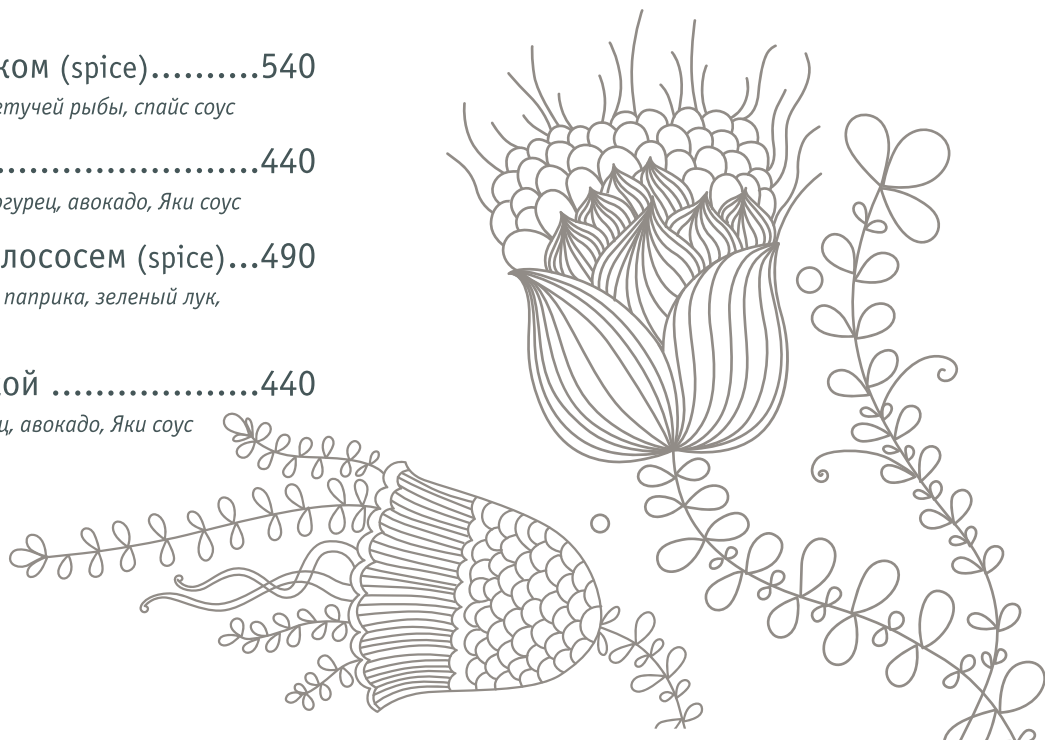 ком (spice)..........540
етучей рыбы, спайс соус
........................440
огурец, авокадо, Яки соус
лососем (spice)...490
паприка, зеленый лук,
кой ...................440
ц, авокадо, Яки соус